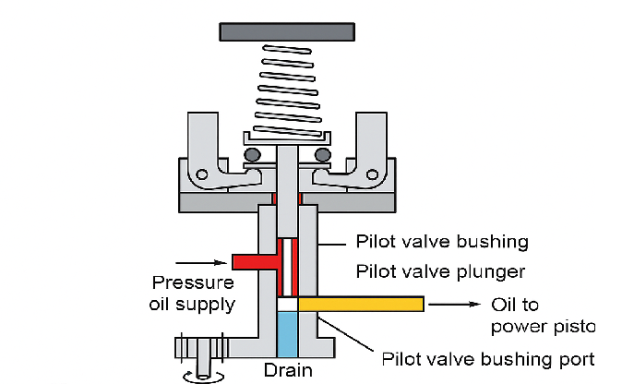 Pilot valve bushing
Pilot valve plunger
Pressure
oil supply
Oil to
power pisto
Pilot valve bushing port
Drain